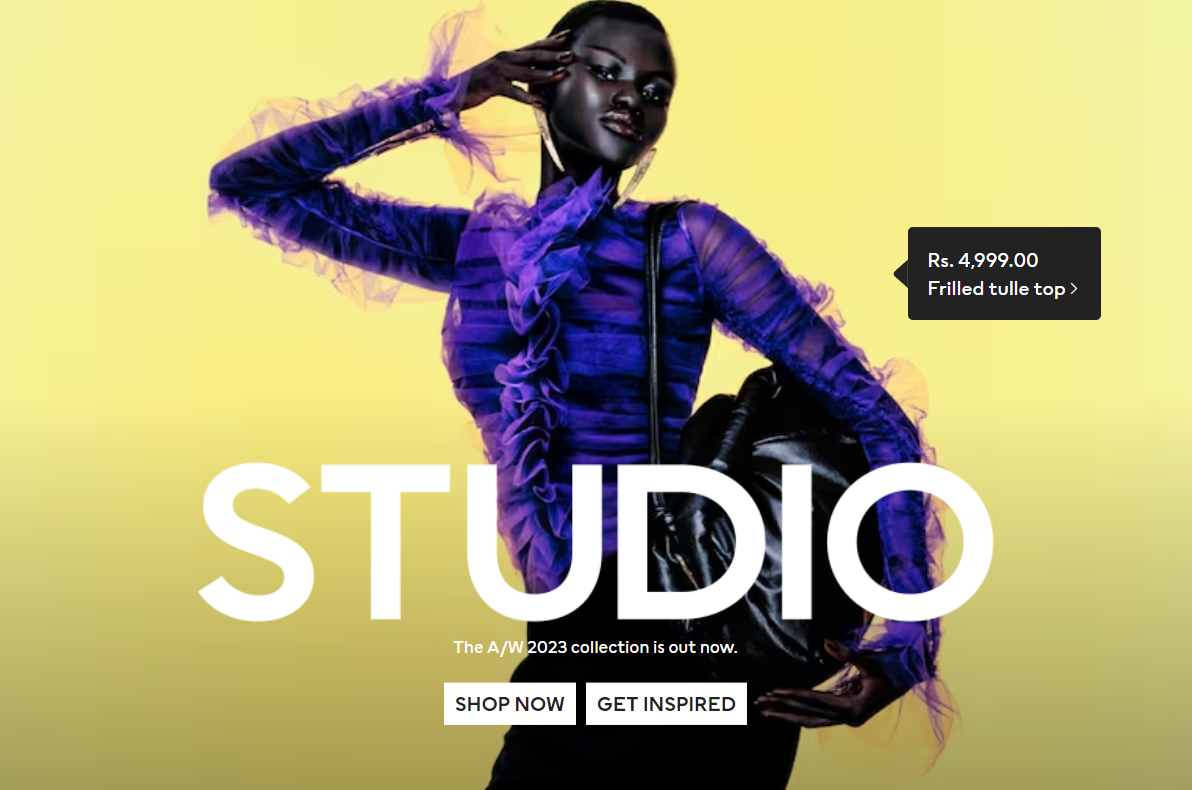 Rs. 4,999.00
Frilled tulle top >
STUDIO
The A/W 2023 collection is out now.
SHOP NOW
GET INSPIRED